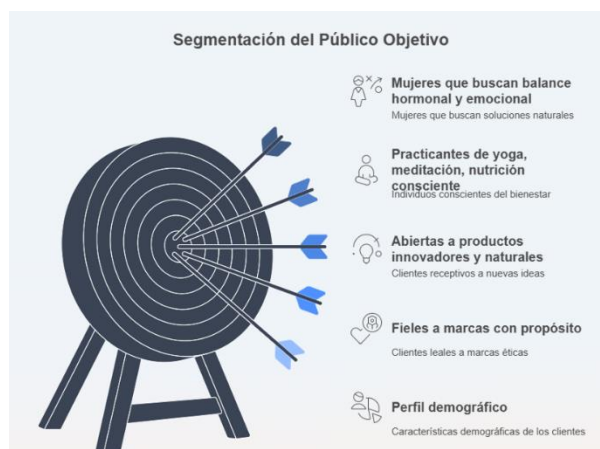 Segmentación del Público Objetivo
Mujeres que buscan balance
hormonal y emocional
Mujeres que buscan soluciones naturales
Practicantes de yoga,
meditación, nutrición
consciente
Individuos conscientes del bienestar
Abiertas a productos
innovadores y naturales
Clientes receptivos a nuevas ideas
Fieles a marcas con propósito
Clientes leales a marcas éticas
Perfil demográfico
Características demográficas de los clientes